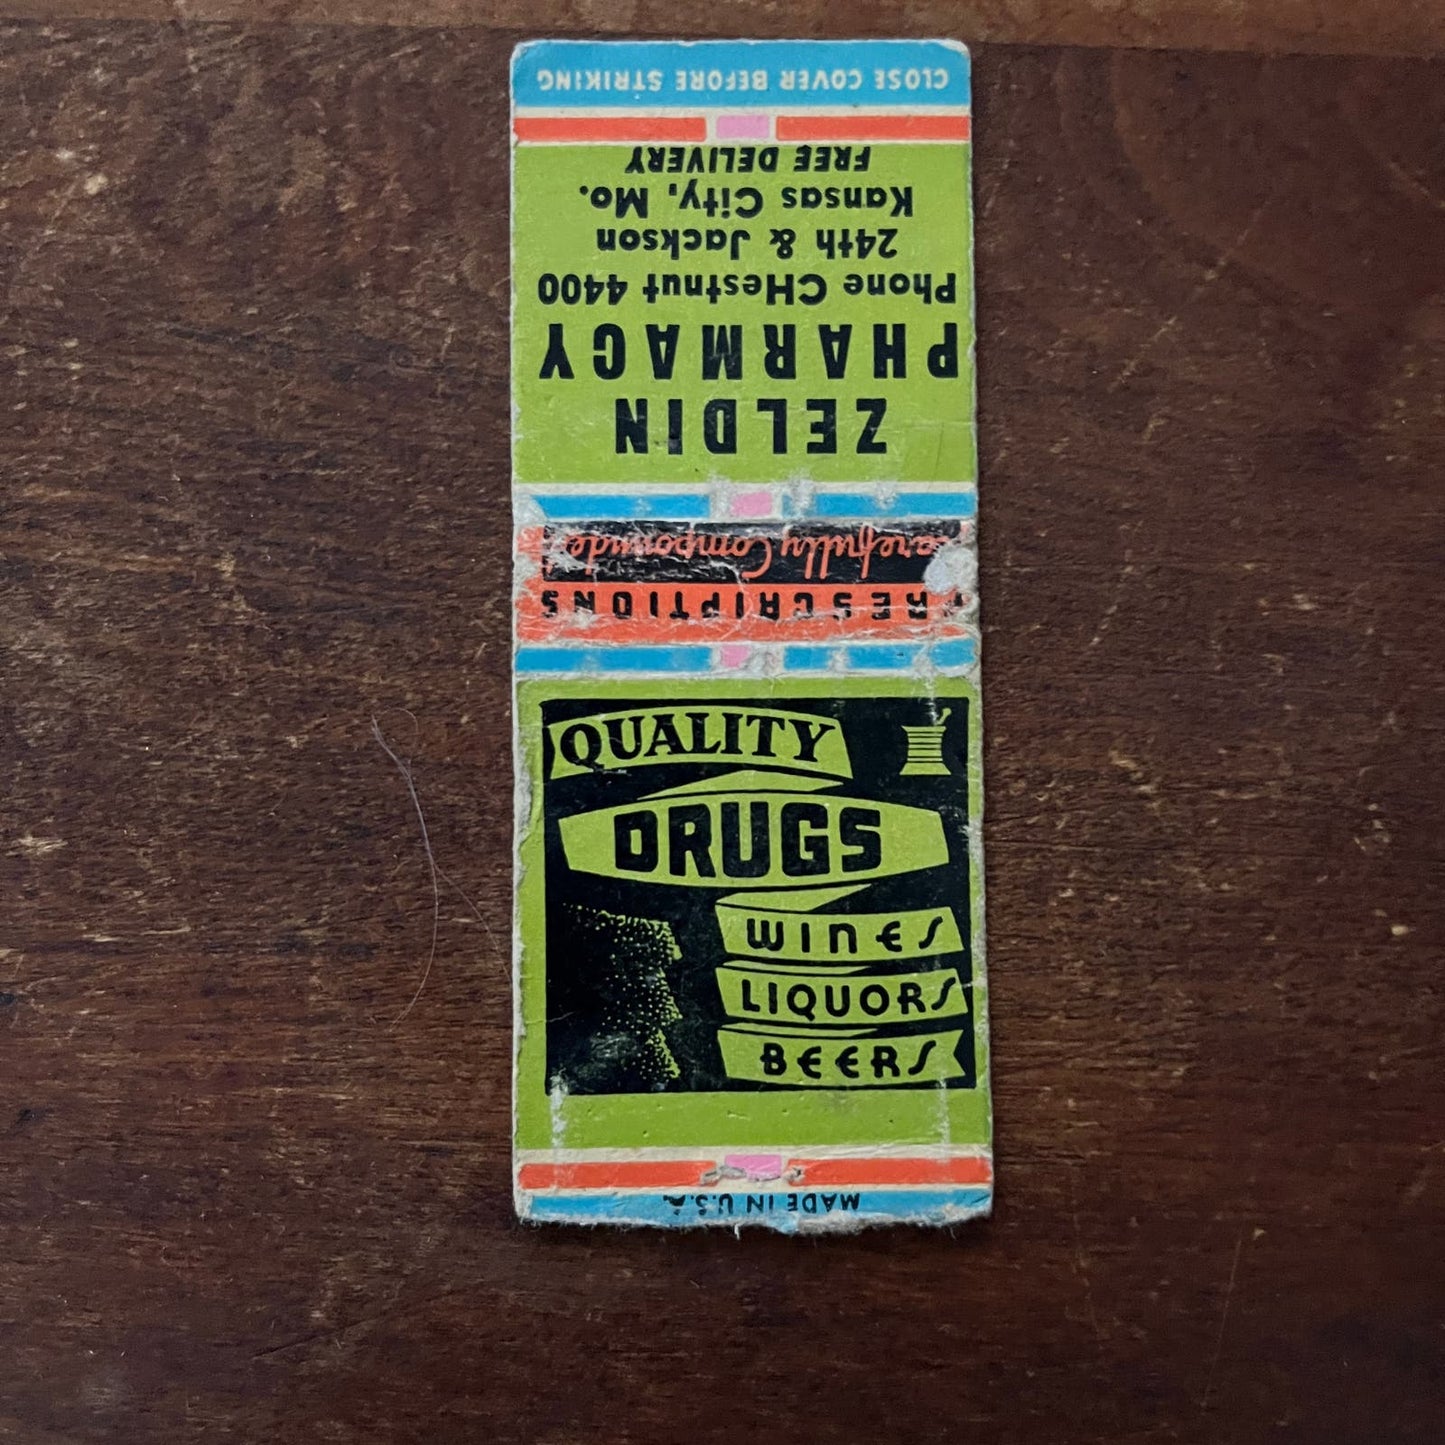 CLOSE COVER BEFORE STRIKING
ZELDIN
PHARMACY
Phone CHestnut 4400
24th & Jackson
Kansas City, Mo.
FREE DELIVERY
PRESCRIPTIONS
Carefully Compounded
QUALITY
DRUGS
WINES
LIQUORS
BEERS
MADE IN U.S.A.